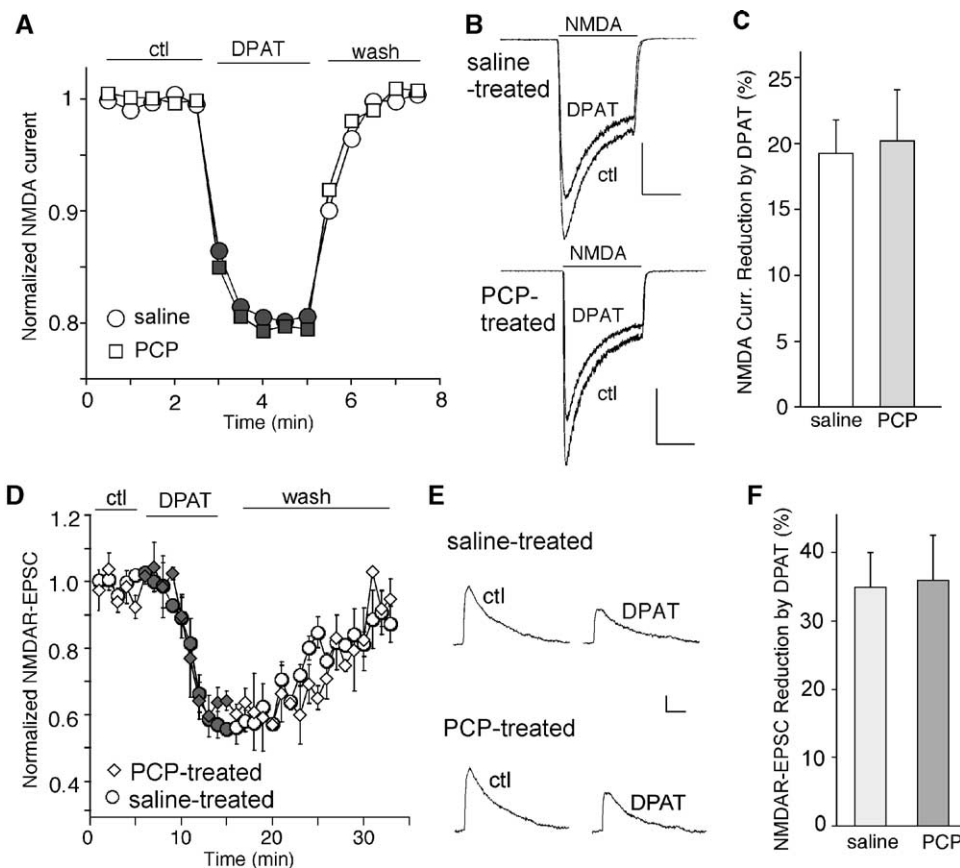 A
ctl DPAT wash
Normalized NMDA current
1
0.9
0.8
saline
PCP
0 2 4 6 8
Time (min)
B
NMDA
saline
-treated
DPAT
ctl
NMDA
PCP-
treated
DPAT
ctl
C
NMDA Curr. Reduction by DPAT (%)
25
20
15
10
5
0
saline PCP
D
ctl DPAT wash
Normalized NMDAR-EPSC
1.2
1.0
0.8
0.6
0.4
PCP-treated
saline-treated
0 10 20 30
Time (min)
E
saline-treated
ctl DPAT
PCP-treated
ctl DPAT
F
NMDAR-EPSC Reduction by DPAT (%)
40
30
20
10
0
saline PCP